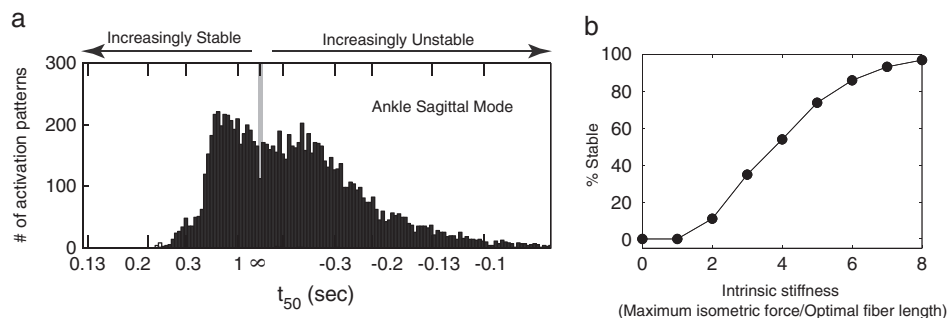 a
Increasingly Stable
Increasingly Unstable
# of activation patterns
300
200
100
0
Ankle Sagittal Mode
0.13 0.2 0.3 1 ∞ -0.3 -0.2 -0.13 -0.1
t50 (sec)
b
% Stable
100
80
60
40
20
0
0 2 4 6 8
Intrinsic stiffness
(Maximum isometric force/Optimal fiber length)